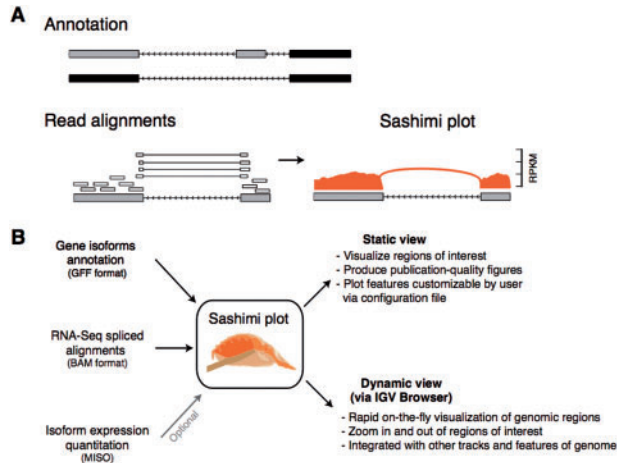 A
Annotation
Read alignments
Sashimi plot
RPKM
B
Gene isoforms
annotation
(GFF format)
RNA-Seq spliced
alignments
(BAM format)
Isoform expression
quantitation
(MISO)
Optional
Sashimi plot
Static view
- Visualize regions of interest
- Produce publication-quality figures
- Plot features customizable by user
via configuration file
Dynamic view
(via IGV Browser)
- Rapid on-the-fly visualization of genomic regions
- Zoom in and out of regions of interest
- Integrated with other tracks and features of genome